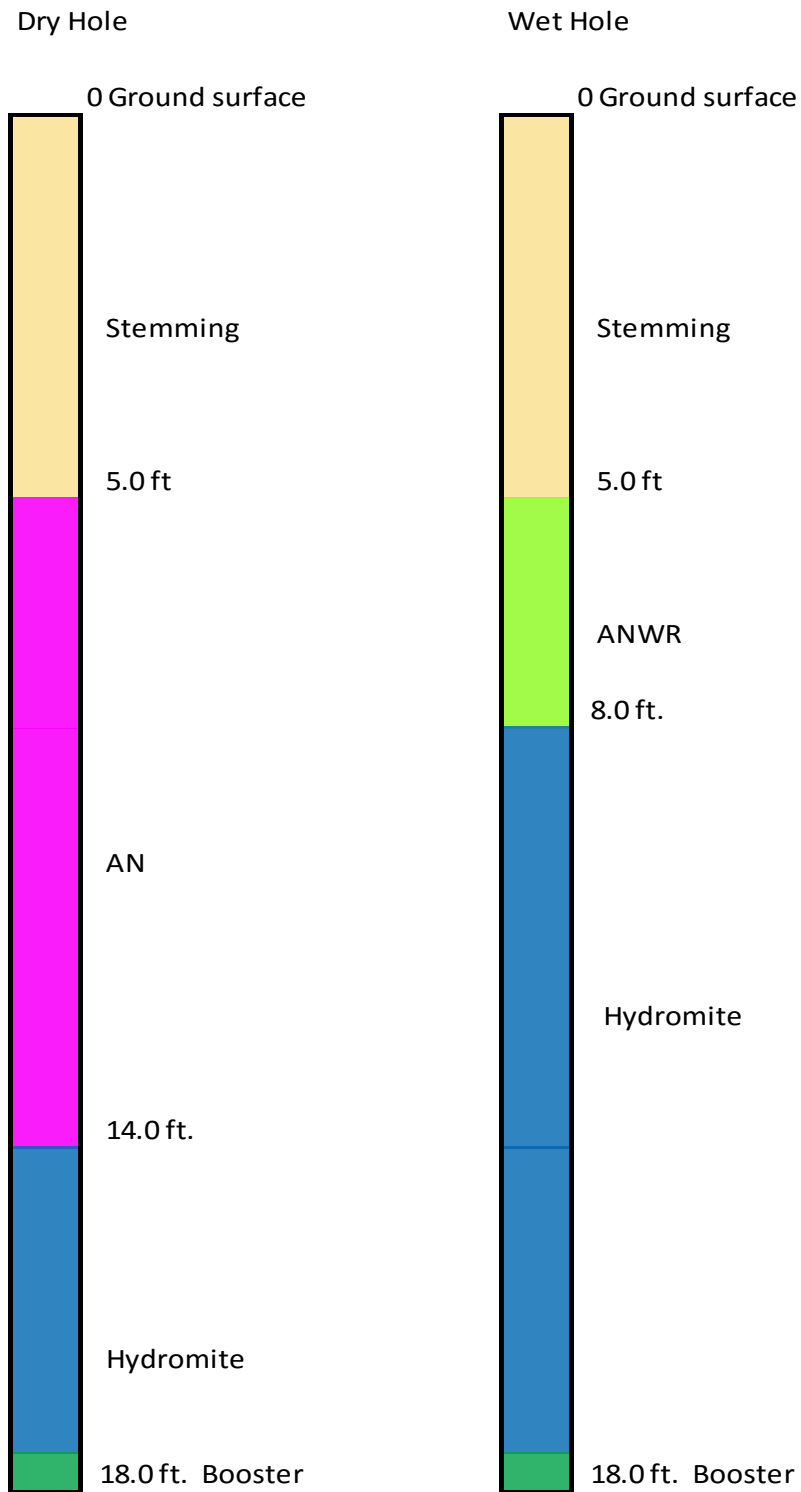 Dry Hole
0 Ground surface
Stemming
5.0 ft
AN
14.0 ft.
Hydromite
18.0 ft. Booster
Wet Hole
0 Ground surface
Stemming
5.0 ft
ANWR
8.0 ft.
Hydromite
18.0 ft. Booster